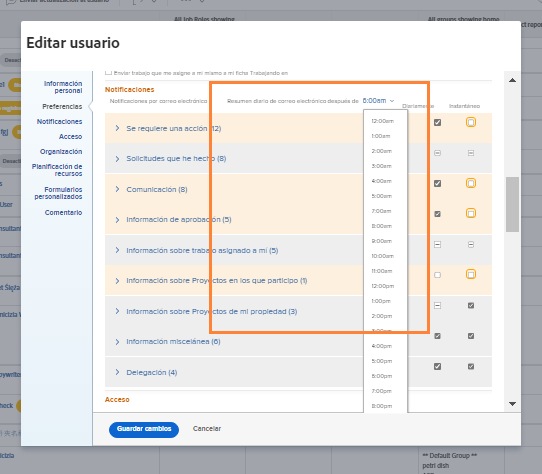 Enviar actualización al usuario
All Job Roles showing
All groups showing home
Editar usuario
Información
personal
Preferencias
Notificaciones
Acceso
Organización
Planificación de
recursos
Formularios
personalizados
Comentario
Enviar trabajo que me asigne a mí mismo a mi ficha Trabajando en
Notificaciones
Notificaciones por correo electrónico
Resumen diario de correo electrónico después de
8:00am
Diariamente
Instantáneo
Se requiere una acción (12)
Solicitudes que he hecho (8)
Comunicación (8)
Información de aprobación (5)
Información sobre trabajo asignado a mí (5)
Información sobre Proyectos en los que participo (1)
Información sobre Proyectos de mi propiedad (3)
Información miscelánea (6)
Delegación (4)
12:00am
1:00am
2:00am
3:00am
4:00am
5:00am
7:00am
8:00am
9:00am
10:00am
11:00am
12:00pm
1:00pm
2:00pm
3:00pm
4:00pm
5:00pm
6:00pm
7:00pm
8:00pm
Acceso
Guardar cambios
Cancelar
** Default Group **
petri dish